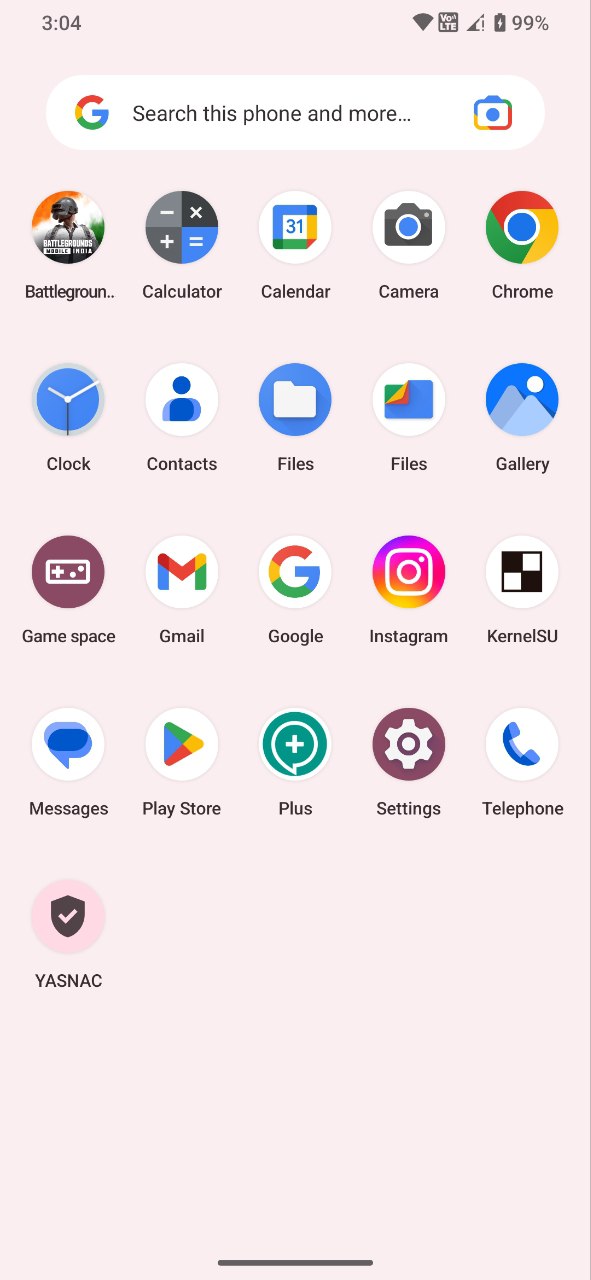 3:04
Vo
LTE
99%
Search this phone and more...
31
BATTLEGROUNDS
MOBILE INDIA
Battlegroun..
Calculator
Calendar
Camera
Chrome
Clock
Contacts
Files
Files
Gallery
Game space
Gmail
Google
Instagram
KernelSU
Messages
Play Store
Plus
Settings
Telephone
YASNAC